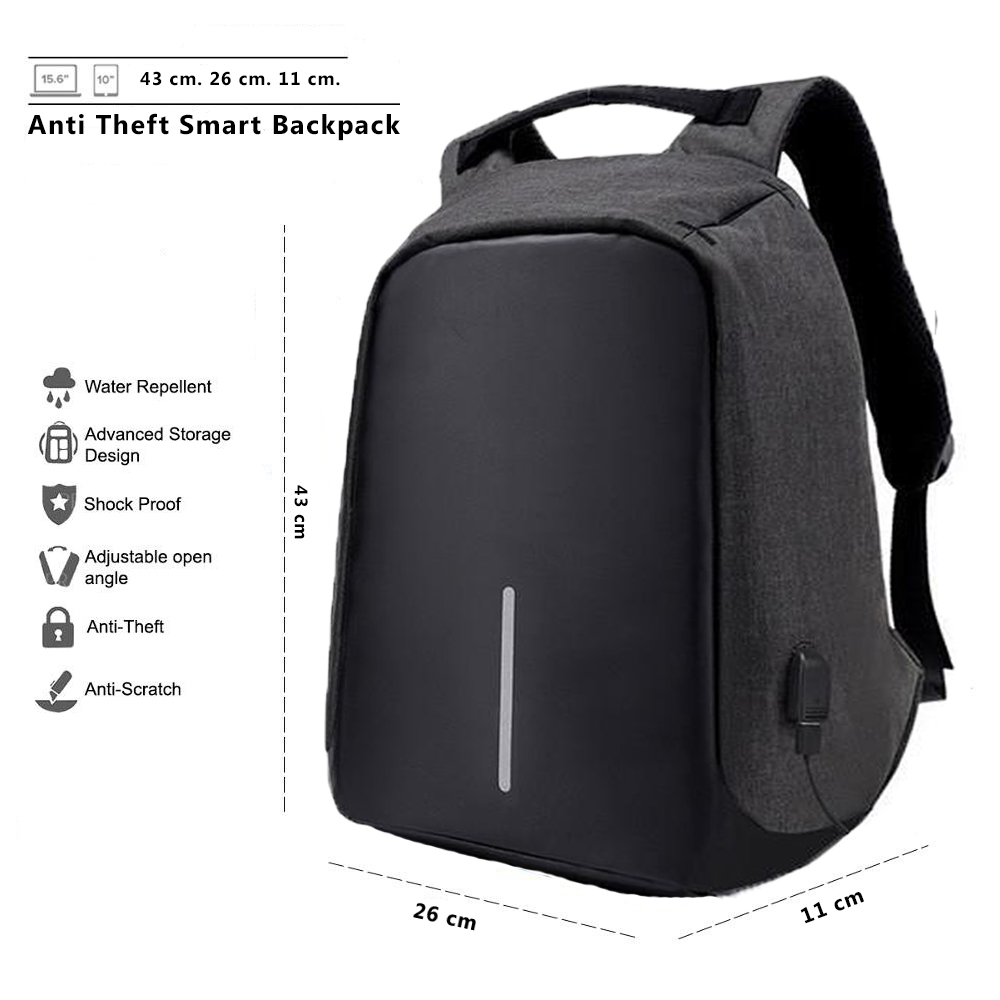 15.6" 10" 43 cm. 26 cm. 11 cm.
Anti Theft Smart Backpack
Water Repellent
Advanced Storage
Design
Shock Proof
Adjustable open
angle
Anti-Theft
Anti-Scratch
43 cm
26 cm
11 cm